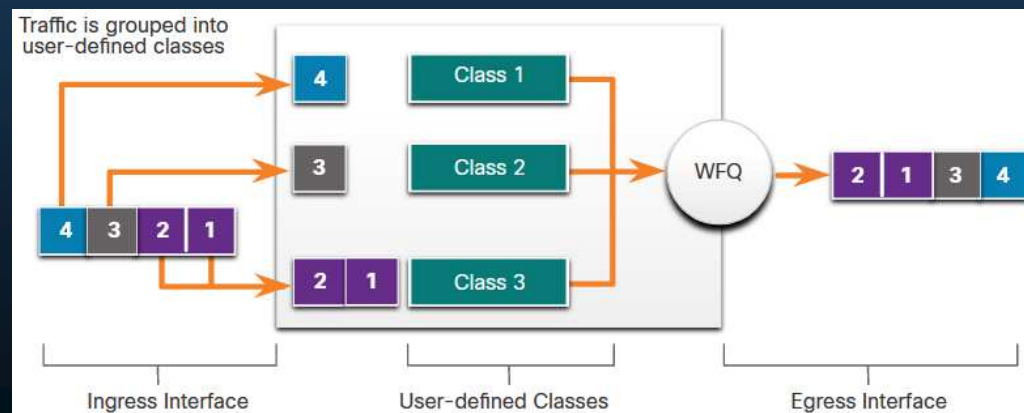 Traffic is grouped into
user-defined classes
4
Class 1
3
Class 2
WFQ
2 1 3 4
4 3 2 1
2 1
Class 3
Ingress Interface
User-defined Classes
Egress Interface